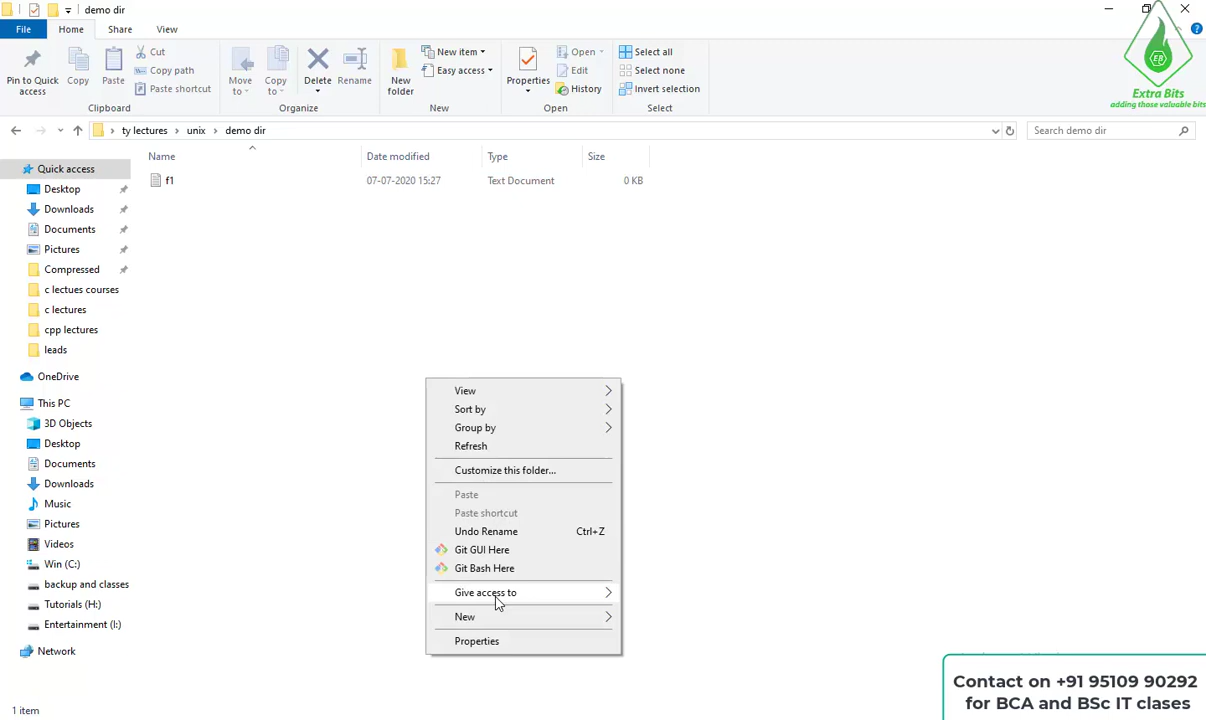 demo dir
File Home Share View
Pin to Quick access
Copy
Paste
Cut
Copy path
Paste shortcut
Clipboard
Move to
Copy to
Delete
Rename
Organize
New folder
New item
Easy access
New
Properties
Open
Edit
History
Open
Select all
Select none
Invert selection
Select
EB
Extra Bits
adding those valuable bits
ty lectures > unix > demo dir
Search demo dir
Name Date modified Type Size
f1 07-07-2020 15:27 Text Document 0 KB
Quick access
Desktop
Downloads
Documents
Pictures
Compressed
c lectues courses
c lectures
cpp lectures
leads
OneDrive
This PC
3D Objects
Desktop
Documents
Downloads
Music
Pictures
Videos
Win (C:)
backup and classes
Tutorials (H:)
Entertainment (I:)
Network
View
Sort by
Group by
Refresh
Customize this folder...
Paste
Paste shortcut
Undo Rename Ctrl+Z
Git GUI Here
Git Bash Here
Give access to
New
Properties
Contact on +91 95109 90292
for BCA and BSc IT clases
1 item